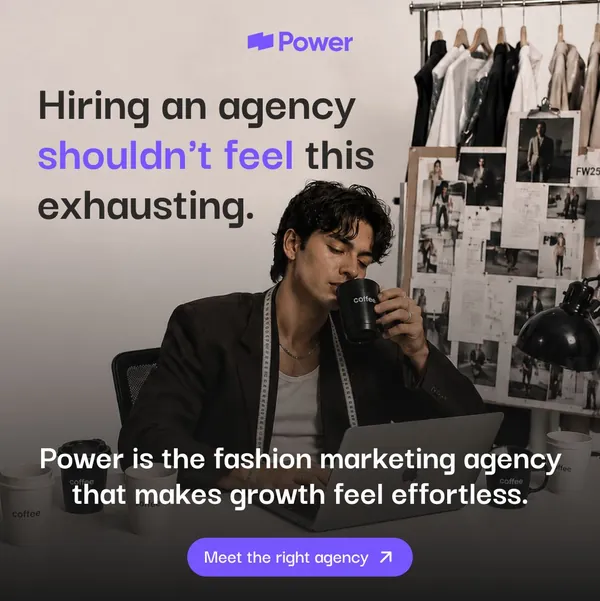 Power
Hiring an agency
shouldn't feel this
exhausting.
FW25
coffee
Power is the fashion marketing agency
that makes growth feel effortless.
coffee
coffee
coffee
coffee
Meet the right agency